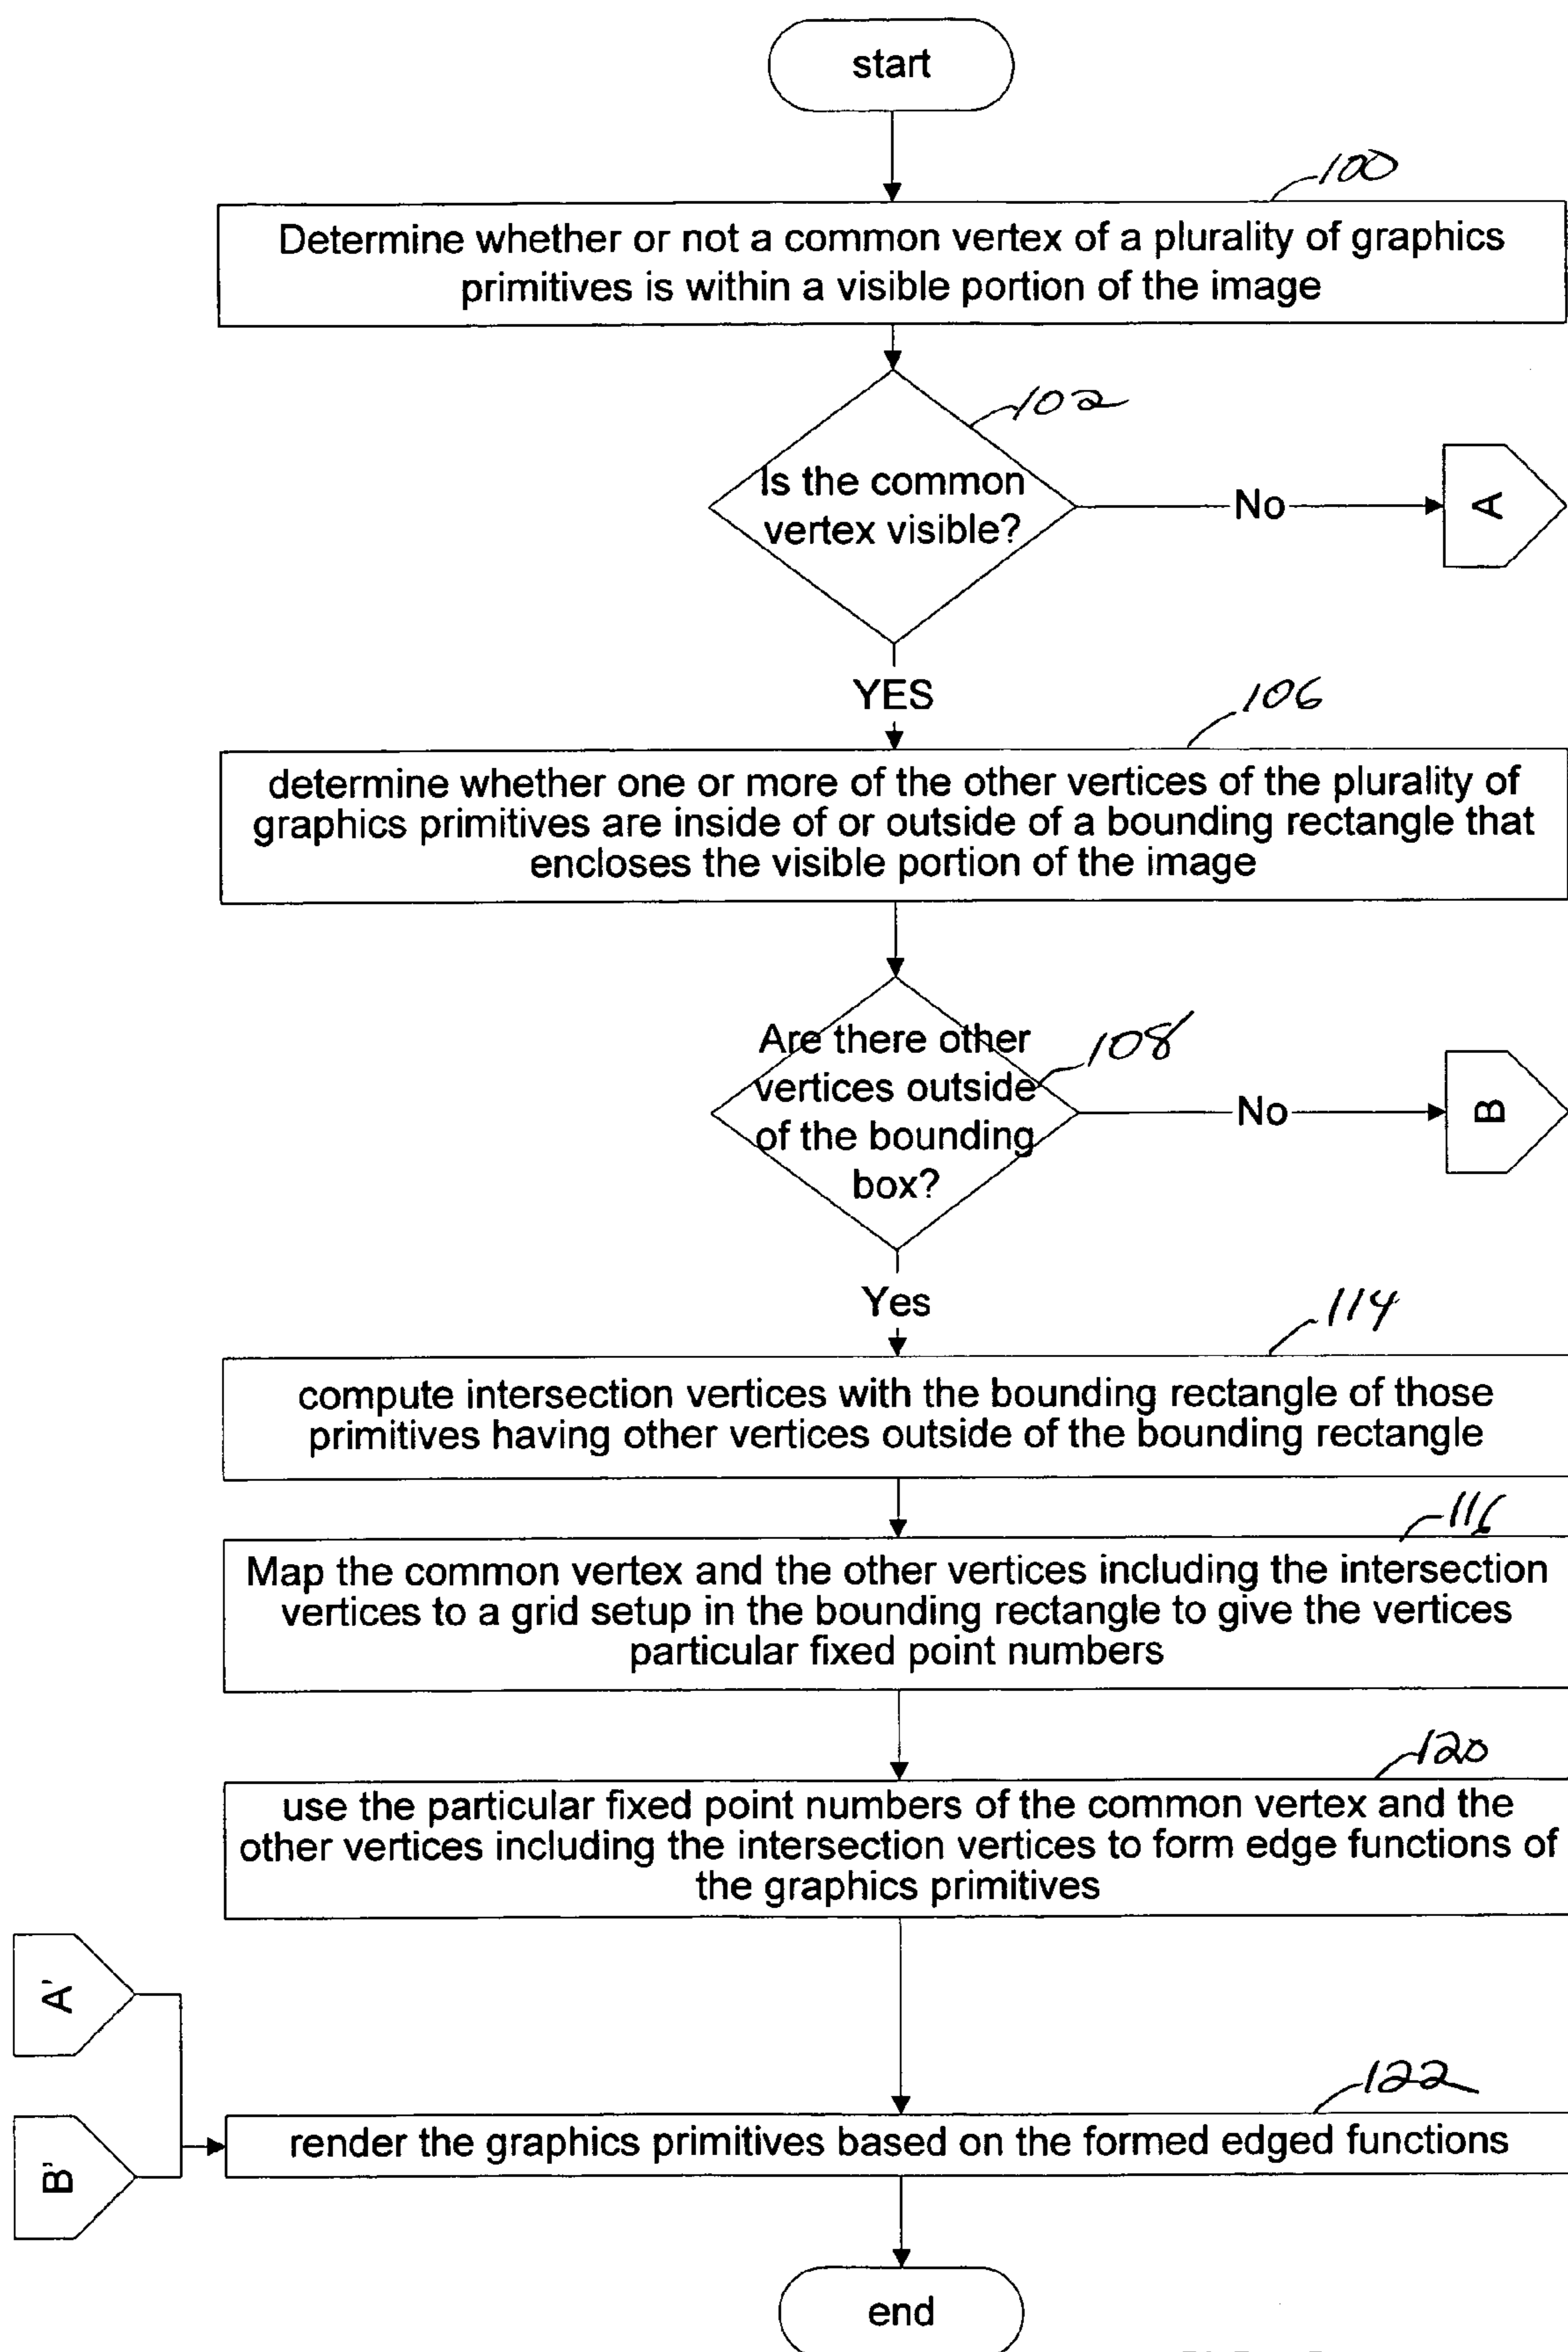 start
100
Determine whether or not a common vertex of a plurality of graphics
primitives is within a visible portion of the image
102
Is the common
vertex visible?
No
A
YES
106
determine whether one or more of the other vertices of the plurality of
graphics primitives are inside of or outside of a bounding rectangle that
encloses the visible portion of the image
Are there other
vertices outside
of the bounding
box?
108
No
B
Yes
114
compute intersection vertices with the bounding rectangle of those
primitives having other vertices outside of the bounding rectangle
116
Map the common vertex and the other vertices including the intersection
vertices to a grid setup in the bounding rectangle to give the vertices
particular fixed point numbers
120
use the particular fixed point numbers of the common vertex and the
other vertices including the intersection vertices to form edge functions of
the graphics primitives
A'
B'
122
render the graphics primitives based on the formed edged functions
end